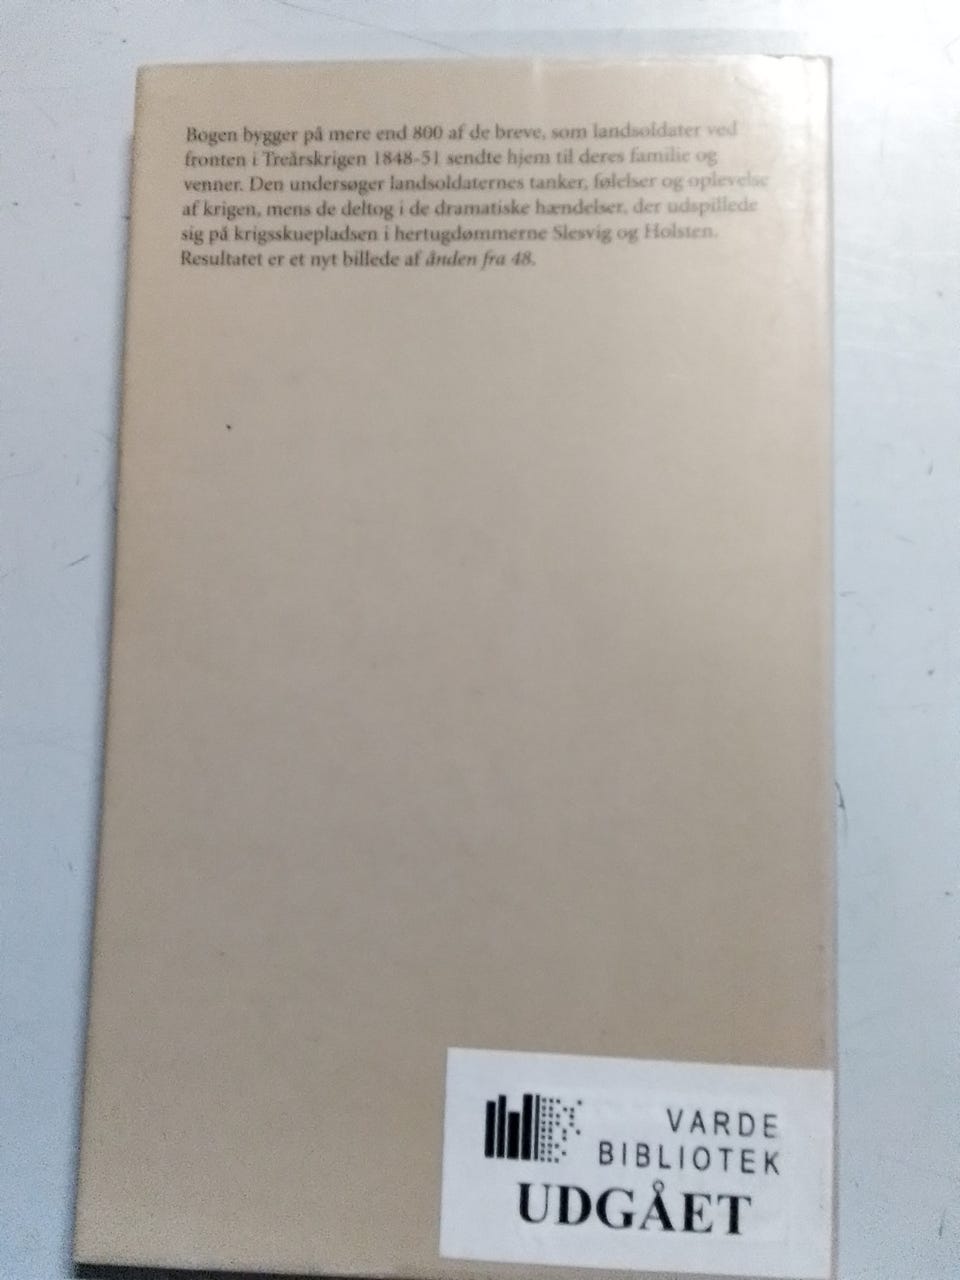 Bogen bygger på mere end 800 af de breve, som landsoldater ved
fronten i Treårskrigen 1848-51 sendte hjem til deres familie og
venner. Den undersøger landsoldaternes tanker, følelser og oplevelse
af krigen, mens de deltog i de dramatiske hændelser, der udspillede
sig på krigsskuepladsen i hertugdømmerne Slesvig og Holsten.
Resultatet er et nyt billede af ånden fra 48.
VARDE
BIBLIOTEK
UDGÅET